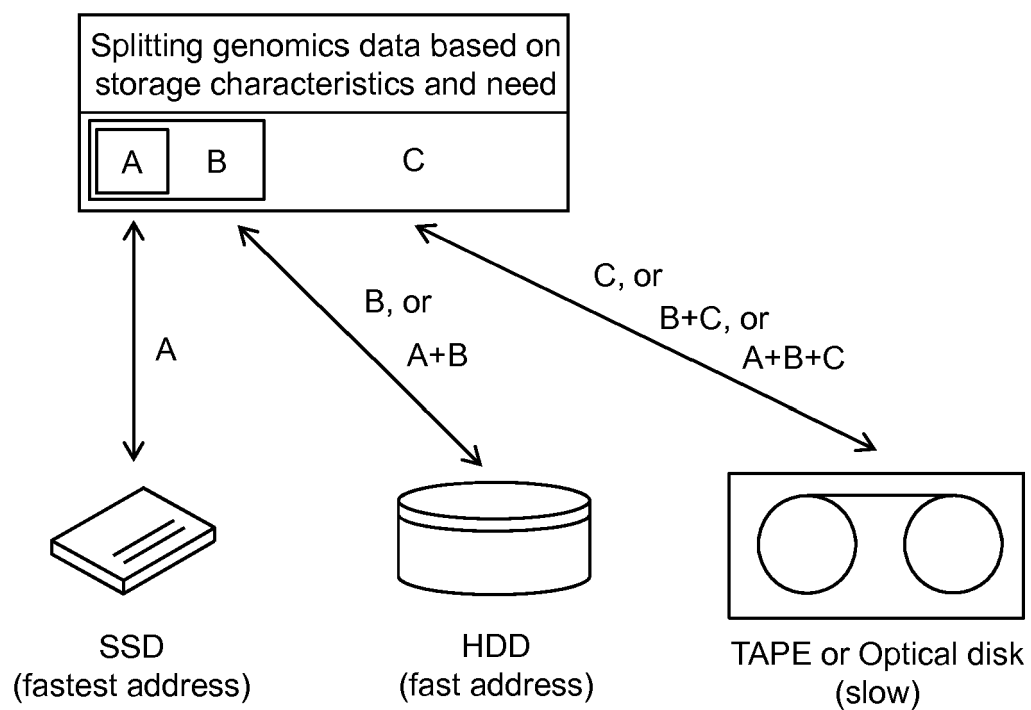 Splitting genomics data based on
storage characteristics and need
A
B
C
A
B, or
A+B
C, or
B+C, or
A+B+C
SSD
(fastest address)
HDD
(fast address)
TAPE or Optical disk
(slow)